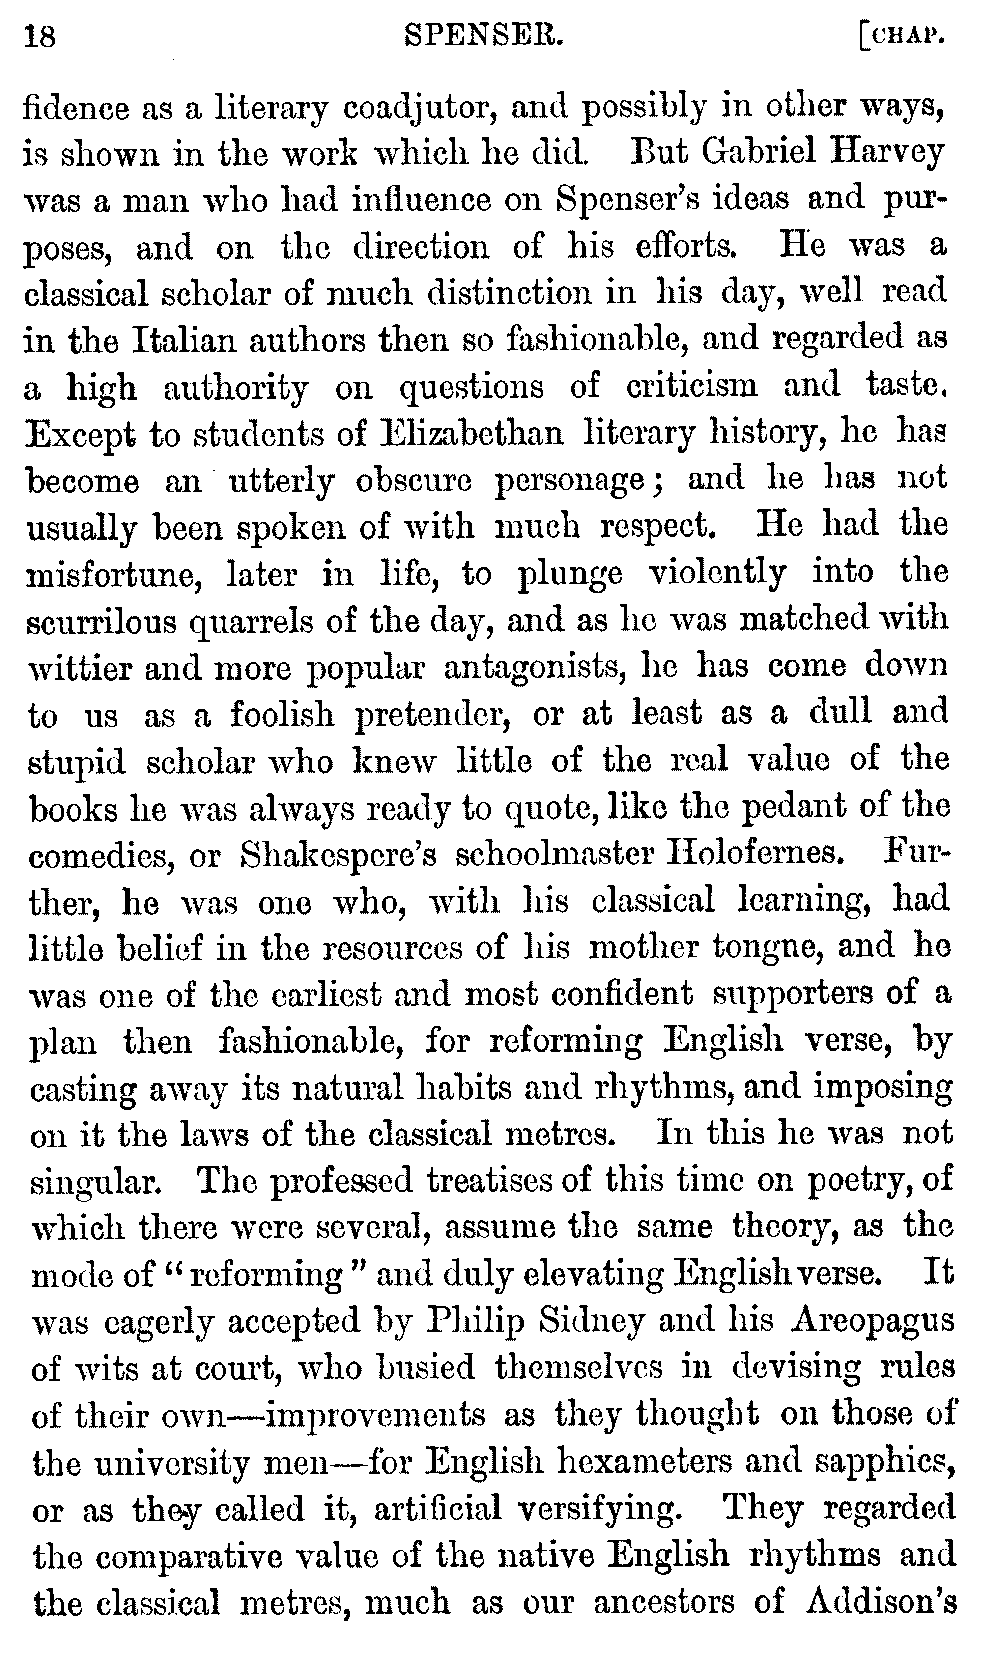 18 SPENSER. [CHAP.
fidence as a literary coadjutor, and possibly in other ways,
is shown in the work which he did. But Gabriel Harvey
was a man who had influence on Spenser's ideas and pur-
poses, and on the direction of his efforts. He was a
classical scholar of much distinction in his day, well read
in the Italian authors then so fashionable, and regarded as
a high authority on questions of criticism and taste.
Except to students of Elizabethan literary history, he has
become an utterly obscure personage; and he has not
usually been spoken of with much respect. He had the
misfortune, later in life, to plunge violently into the
scurrilous quarrels of the day, and as he was matched with
wittier and more popular antagonists, he has come down
to us as a foolish pretender, or at least as a dull and
stupid scholar who knew little of the real value of the
books he was always ready to quote, like the pedant of the
comedies, or Shakespere's schoolmaster Holofernes. Fur-
ther, he was one who, with his classical learning, had
little belief in the resources of his mother tongue, and he
was one of the earliest and most confident supporters of a
plan then fashionable, for reforming English verse, by
casting away its natural habits and rhythms, and imposing
on it the laws of the classical metres. In this he was not
singular. The professed treatises of this time on poetry, of
which there were several, assume the same theory, as the
mode of "reforming" and duly elevating English verse. It
was eagerly accepted by Philip Sidney and his Areopagus
of wits at court, who busied themselves in devising rules
of their own—improvements as they thought on those of
the university men—for English hexameters and sapphics,
or as they called it, artificial versifying. They regarded
the comparative value of the native English rhythms and
the classical metres, much as our ancestors of Addison's